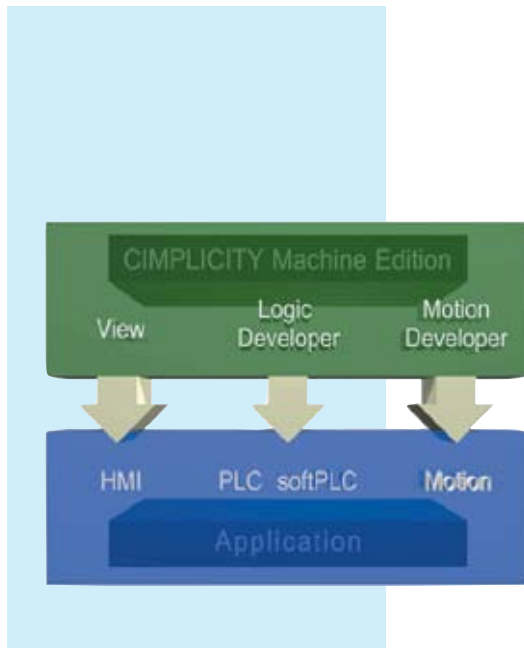 CIMPLICITY Machine Edition
View
Logic
Developer
Motion
Developer
HMI
PLC softPLC
Motion
Application